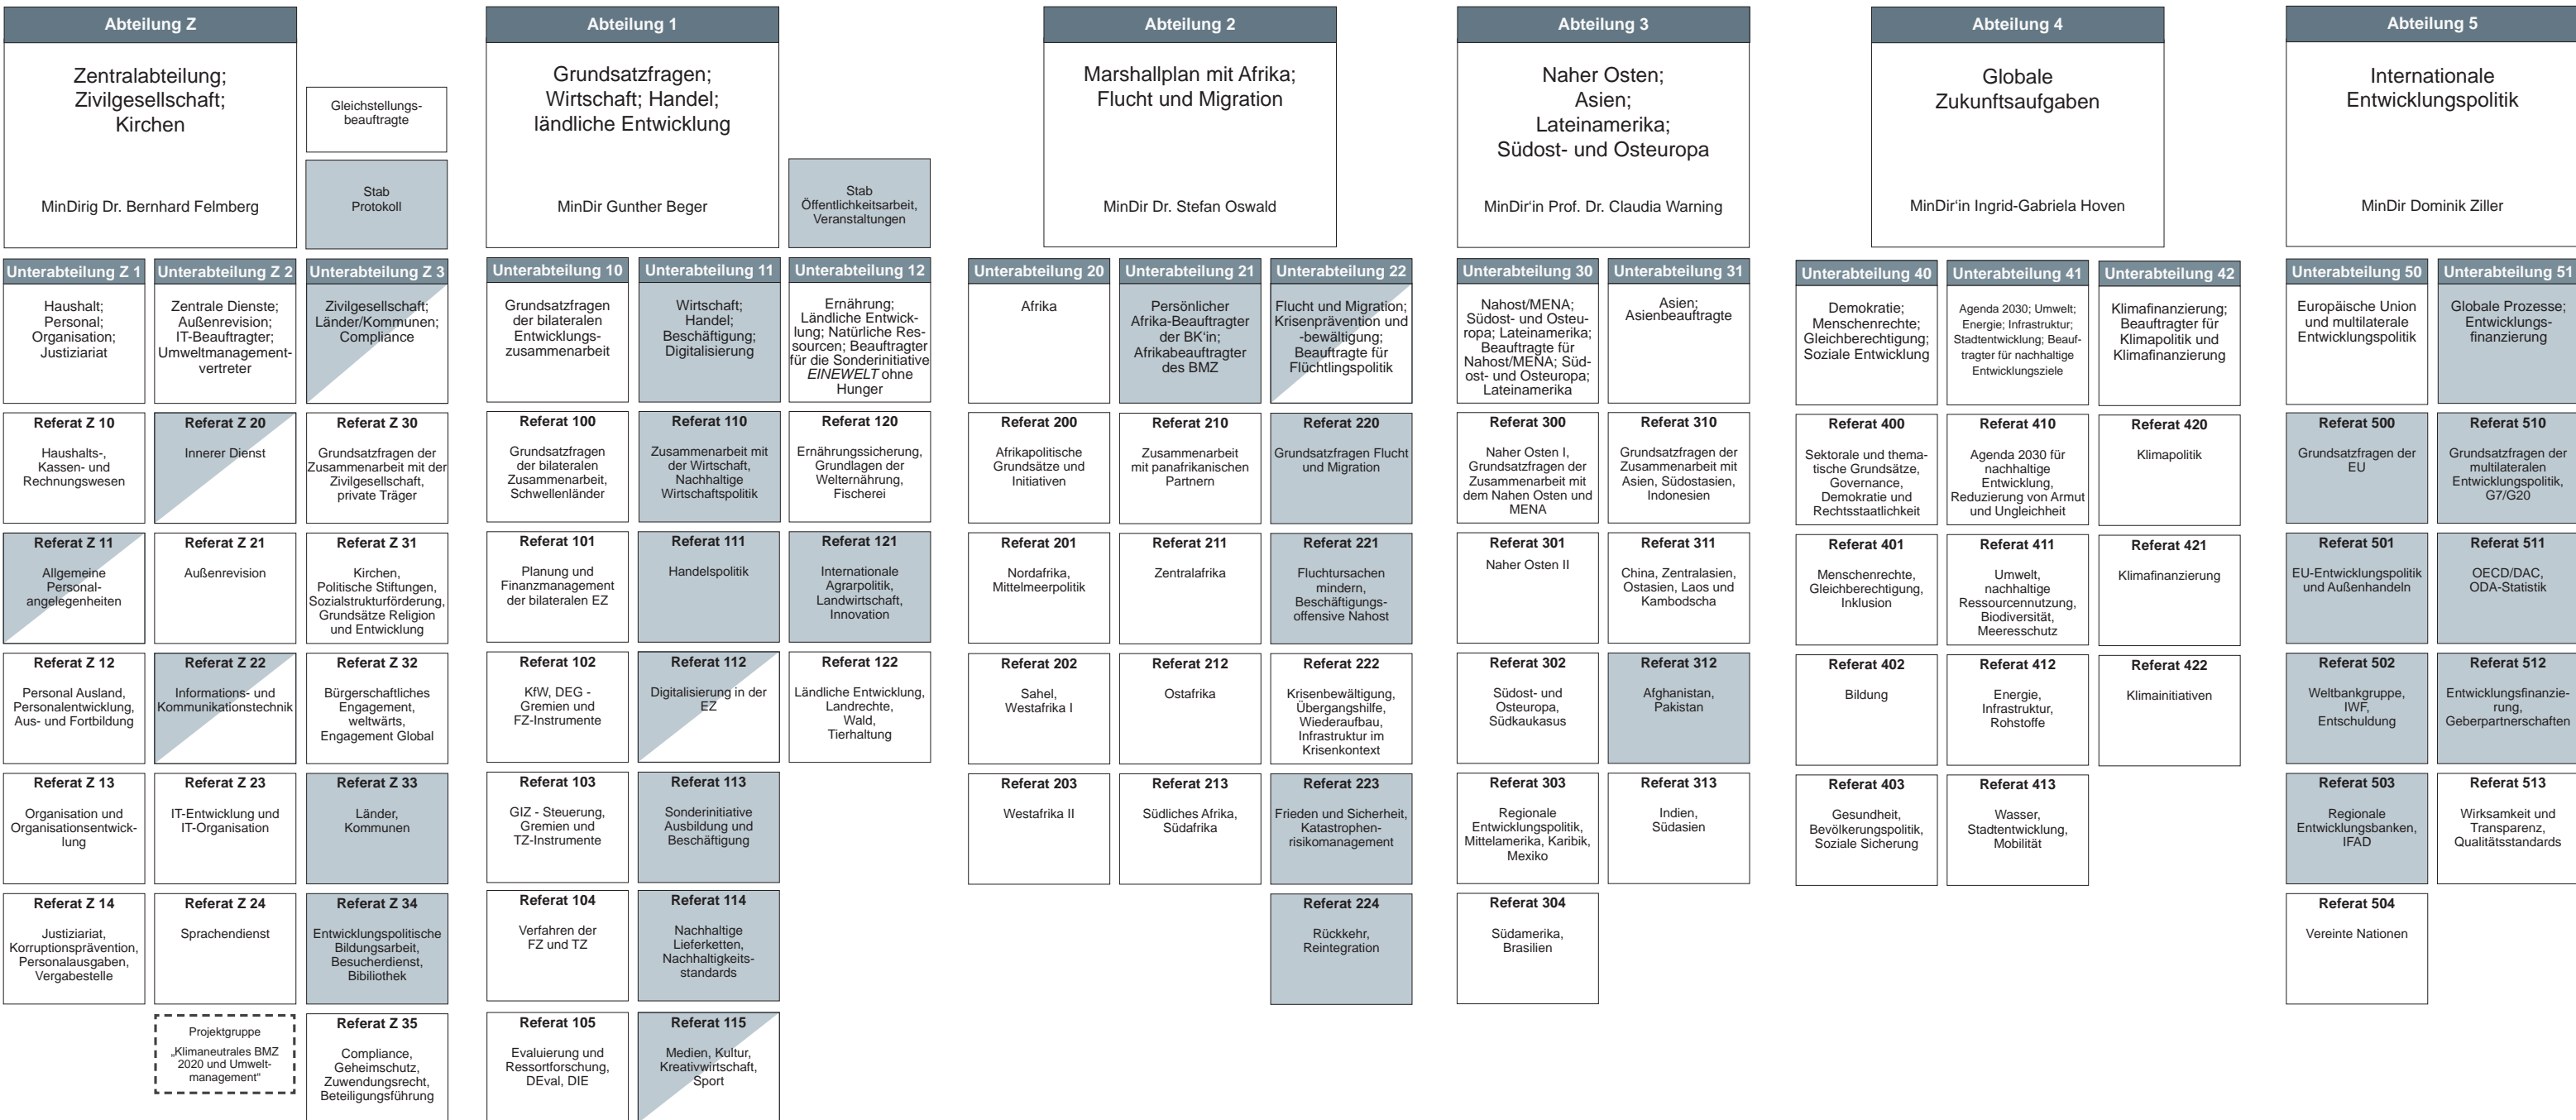 Abteilung Z
Zentralabteilung;
Zivilgesellschaft;
Kirchen
MinDirig Dr. Bernhard Felmberg
Gleichstellungs-
beauftragte
Stab
Protokoll
Unterabteilung Z 1
Haushalt;
Personal;
Organisation;
Justiziariat
Referat Z 10
Haushalts-,
Kassen- und
Rechnungswesen
Referat Z 11
Allgemeine
Personal-
angelegenheiten
Referat Z 12
Personal Ausland,
Personalentwicklung,
Aus- und Fortbildung
Referat Z 13
Organisation und
Organisationsentwick-
lung
Referat Z 14
Justiziariat,
Korruptionsprävention,
Personalausgaben,
Vergabestelle
Unterabteilung Z 2
Zentrale Dienste;
Außenrevision;
IT-Beauftragter;
Umweltmanagement-
vertreter
Referat Z 20
Innerer Dienst
Referat Z 21
Außenrevision
Referat Z 22
Informations- und
Kommunikationstechnik
Referat Z 23
IT-Entwicklung und
IT-Organisation
Referat Z 24
Sprachendienst
Projektgruppe
„Klimaneutrales BMZ
2020 und Umwelt-
management“
Unterabteilung Z 3
Zivilgesellschaft;
Länder/Kommunen;
Compliance
Referat Z 30
Grundsatzfragen der
Zusammenarbeit mit der
Zivilgesellschaft,
private Träger
Referat Z 31
Kirchen,
Politische Stiftungen,
Sozialstrukturförderung,
Grundsätze Religion
und Entwicklung
Referat Z 32
Bürgerschaftliches
Engagement,
weltwärts,
Engagement Global
Referat Z 33
Länder,
Kommunen
Referat Z 34
Entwicklungspolitische
Bildungsarbeit,
Besucherdienst,
Bibiliothek
Referat Z 35
Compliance,
Geheimschutz,
Zuwendungsrecht,
Beteiligungsführung
Abteilung 1
Grundsatzfragen;
Wirtschaft; Handel;
ländliche Entwicklung
MinDir Gunther Beger
Stab
Öffentlichkeitsarbeit,
Veranstaltungen
Unterabteilung 10
Grundsatzfragen
der bilateralen
Entwicklungs-
zusammenarbeit
Referat 100
Grundsatzfragen
der bilateralen
Zusammenarbeit,
Schwellenländer
Referat 101
Planung und
Finanzmanagement
der bilateralen EZ
Referat 102
KfW, DEG -
Gremien und
FZ-Instrumente
Referat 103
GIZ - Steuerung,
Gremien und
TZ-Instrumente
Referat 104
Verfahren der
FZ und TZ
Referat 105
Evaluierung und
Ressortforschung,
DEval, DIE
Unterabteilung 11
Wirtschaft;
Handel;
Beschäftigung;
Digitalisierung
Referat 110
Zusammenarbeit mit
der Wirtschaft,
Nachhaltige
Wirtschaftspolitik
Referat 111
Handelspolitik
Referat 112
Digitalisierung in der
EZ
Referat 113
Sonderinitiative
Ausbildung und
Beschäftigung
Referat 114
Nachhaltige
Lieferketten,
Nachhaltigkeits-
standards
Referat 115
Medien, Kultur,
Kreativwirtschaft,
Sport
Unterabteilung 12
Ernährung;
Ländliche Entwick-
lung; Natürliche Res-
sourcen; Beauftragter
für die Sonderinitiative
EINEWELT ohne
Hunger
Referat 120
Ernährungssicherung,
Grundlagen der
Welternährung,
Fischerei
Referat 121
Internationale
Agrarpolitik,
Landwirtschaft,
Innovation
Referat 122
Ländliche Entwicklung,
Landrechte,
Wald,
Tierhaltung
Abteilung 2
Marshallplan mit Afrika;
Flucht und Migration
MinDir Dr. Stefan Oswald
Unterabteilung 20
Afrika
Referat 200
Afrikapolitische
Grundsätze und
Initiativen
Referat 201
Nordafrika,
Mittelmeerpolitik
Referat 202
Sahel,
Westafrika I
Referat 203
Westafrika II
Unterabteilung 21
Persönlicher
Afrika-Beauftragter
der BK'in;
Afrikabeauftragter
des BMZ
Referat 210
Zusammenarbeit
mit panafrikanischen
Partnern
Referat 211
Zentralafrika
Referat 212
Ostafrika
Referat 213
Südliches Afrika,
Südafrika
Unterabteilung 22
Flucht und Migration;
Krisenprävention und
-bewältigung;
Beauftragte für
Flüchtlingspolitik
Referat 220
Grundsatzfragen Flucht
und Migration
Referat 221
Fluchtursachen
mindern,
Beschäftigungs-
offensive Nahost
Referat 222
Krisenbewältigung,
Übergangshilfe,
Wiederaufbau,
Infrastruktur im
Krisenkontext
Referat 223
Frieden und Sicherheit,
Katastrophen-
risikomanagement
Referat 224
Rückkehr,
Reintegration
Abteilung 3
Naher Osten;
Asien;
Lateinamerika;
Südost- und Osteuropa
MinDir‘in Prof. Dr. Claudia Warning
Unterabteilung 30
Nahost/MENA;
Südost- und Osteu-
ropa; Lateinamerika;
Beauftragte für
Nahost/MENA; Süd-
ost- und Osteuropa;
Lateinamerika
Referat 300
Naher Osten I,
Grundsatzfragen der
Zusammenarbeit mit
dem Nahen Osten und
MENA
Referat 301
Naher Osten II
Referat 302
Südost- und
Osteuropa,
Südkaukasus
Referat 303
Regionale
Entwicklungspolitik,
Mittelamerika, Karibik,
Mexiko
Referat 304
Südamerika,
Brasilien
Unterabteilung 31
Asien;
Asienbeauftragte
Referat 310
Grundsatzfragen der
Zusammenarbeit mit
Asien, Südostasien,
Indonesien
Referat 311
China, Zentralasien,
Ostasien, Laos und
Kambodscha
Referat 312
Afghanistan,
Pakistan
Referat 313
Indien,
Südasien
Abteilung 4
Globale
Zukunftsaufgaben
MinDir‘in Ingrid-Gabriela Hoven
Unterabteilung 40
Demokratie;
Menschenrechte;
Gleichberechtigung;
Soziale Entwicklung
Referat 400
Sektorale und thema-
tische Grundsätze,
Governance,
Demokratie und
Rechtsstaatlichkeit
Referat 401
Menschenrechte,
Gleichberechtigung,
Inklusion
Referat 402
Bildung
Referat 403
Gesundheit,
Bevölkerungspolitik,
Soziale Sicherung
Unterabteilung 41
Agenda 2030; Umwelt;
Energie; Infrastruktur;
Stadtentwicklung; Beauf-
tragter für nachhaltige
Entwicklungsziele
Referat 410
Agenda 2030 für
nachhaltige
Entwicklung,
Reduzierung von Armut
und Ungleichheit
Referat 411
Umwelt,
nachhaltige
Ressourcennutzung,
Biodiversität,
Meeresschutz
Referat 412
Energie,
Infrastruktur,
Rohstoffe
Referat 413
Wasser,
Stadtentwicklung,
Mobilität
Unterabteilung 42
Klimafinanzierung;
Beauftragter für
Klimapolitik und
Klimafinanzierung
Referat 420
Klimapolitik
Referat 421
Klimafinanzierung
Referat 422
Klimainitiativen
Abteilung 5
Internationale
Entwicklungspolitik
MinDir Dominik Ziller
Unterabteilung 50
Europäische Union
und multilaterale
Entwicklungspolitik
Referat 500
Grundsatzfragen der
EU
Referat 501
EU-Entwicklungspolitik
und Außenhandeln
Referat 502
Weltbankgruppe,
IWF,
Entschuldung
Referat 503
Regionale
Entwicklungsbanken,
IFAD
Referat 504
Vereinte Nationen
Unterabteilung 51
Globale Prozesse;
Entwicklungs-
finanzierung
Referat 510
Grundsatzfragen der
multilateralen
Entwicklungspolitik,
G7/G20
Referat 511
OECD/DAC,
ODA-Statistik
Referat 512
Entwicklungsfinanzie-
rung,
Geberpartnerschaften
Referat 513
Wirksamkeit und
Transparenz,
Qualitätsstandards